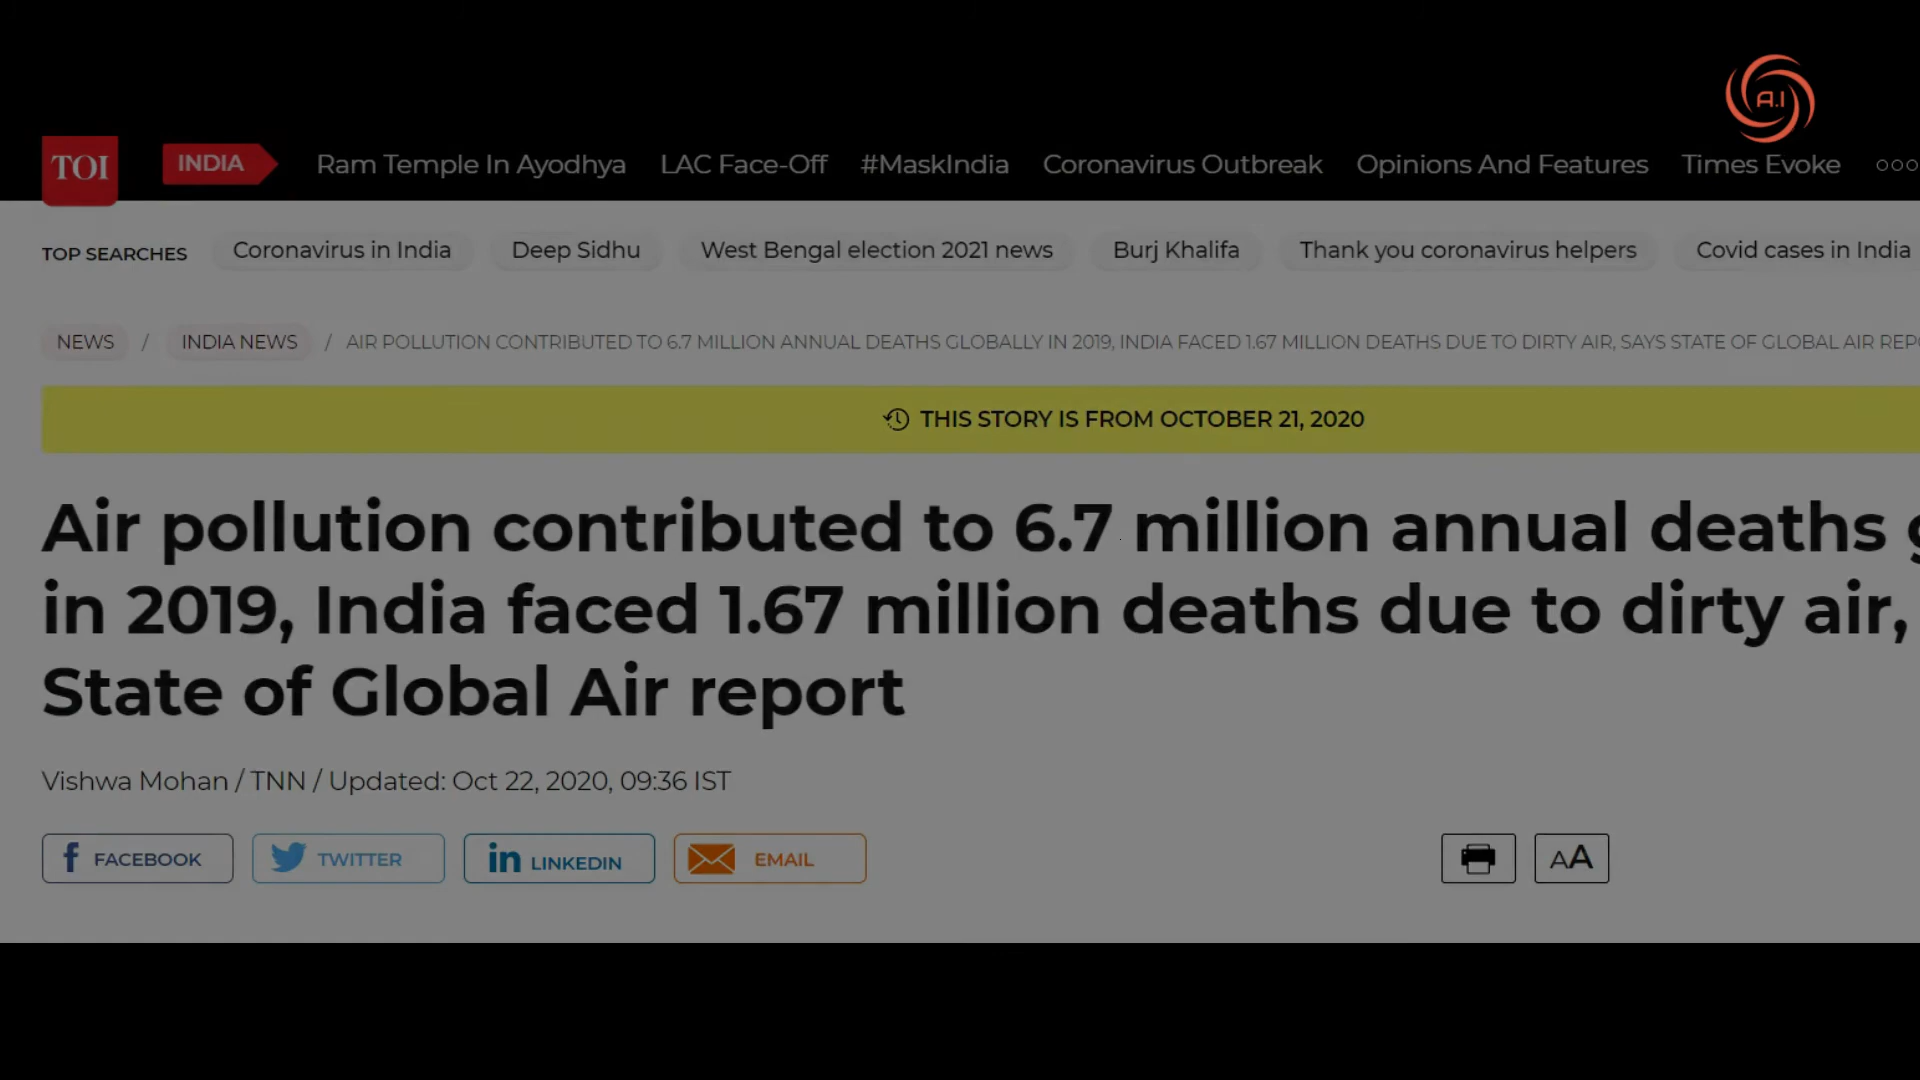 A.I
TOI INDIA Ram Temple In Ayodhya LAC Face-Off #MaskIndia Coronavirus Outbreak Opinions And Features Times Evoke
TOP SEARCHES Coronavirus in India Deep Sidhu West Bengal election 2021 news Burj Khalifa Thank you coronavirus helpers Covid cases in India
NEWS / INDIA NEWS / AIR POLLUTION CONTRIBUTED TO 6.7 MILLION ANNUAL DEATHS GLOBALLY IN 2019, INDIA FACED 1.67 MILLION DEATHS DUE TO DIRTY AIR, SAYS STATE OF GLOBAL AIR
THIS STORY IS FROM OCTOBER 21, 2020
Air pollution contributed to 6.7 million annual deaths
in 2019, India faced 1.67 million deaths due to dirty air,
State of Global Air report
Vishwa Mohan / TNN / Updated: Oct 22, 2020, 09:36 IST
f FACEBOOK TWITTER in LINKEDIN EMAIL AA